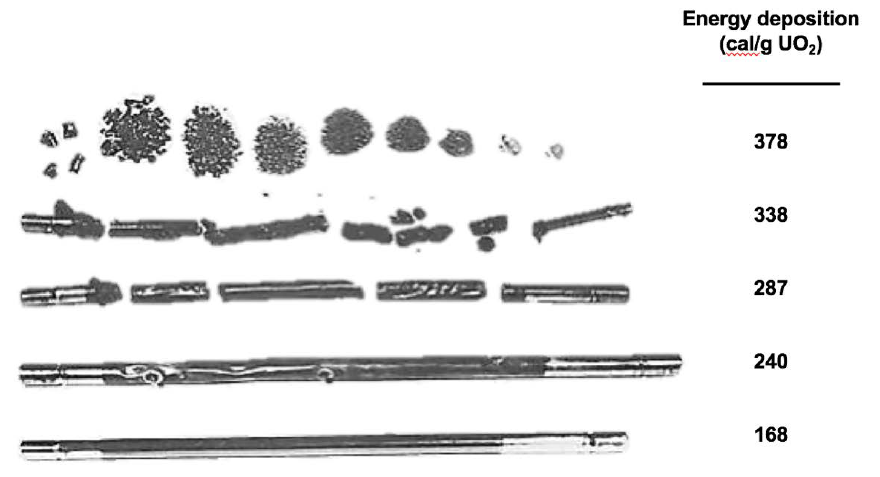 Energy deposition
(cal/g UO₂)
378
338
287
240
168